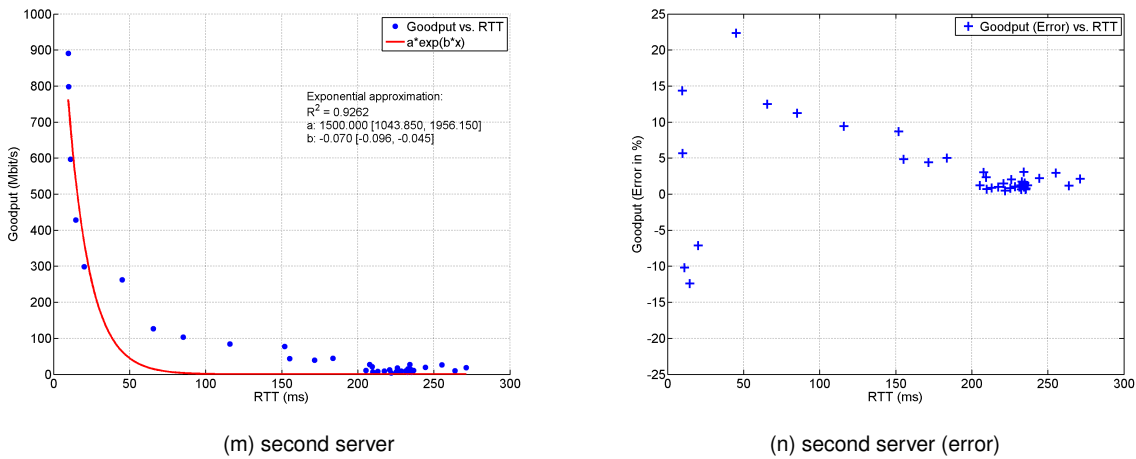 1000
900
800
700
600
500
400
300
200
100
0
0 50 100 150 200 250 300
Goodput (Mbit/s)
RTT (ms)
Goodput vs. RTT
a*exp(b*x)
Exponential approximation:
R² = 0.9262
a: 1500.000 [1043.850, 1956.150]
b: -0.070 [-0.096, -0.045]
(m) second server
25
20
15
10
5
0
-5
-10
-15
-20
-25
0 50 100 150 200 250 300
Goodput (Error in %)
RTT (ms)
Goodput (Error) vs. RTT
(n) second server (error)